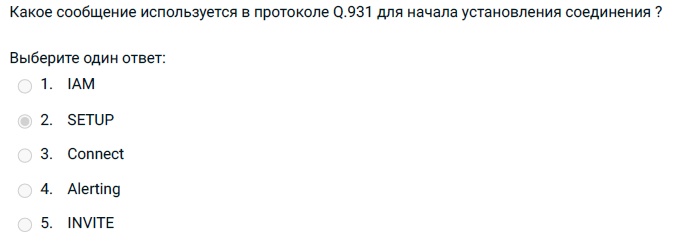 Какое сообщение используется в протоколе Q.931 для начала установления соединения ?
Выберите один ответ:
1. IAM
2. SETUP
3. Connect
4. Alerting
5. INVITE